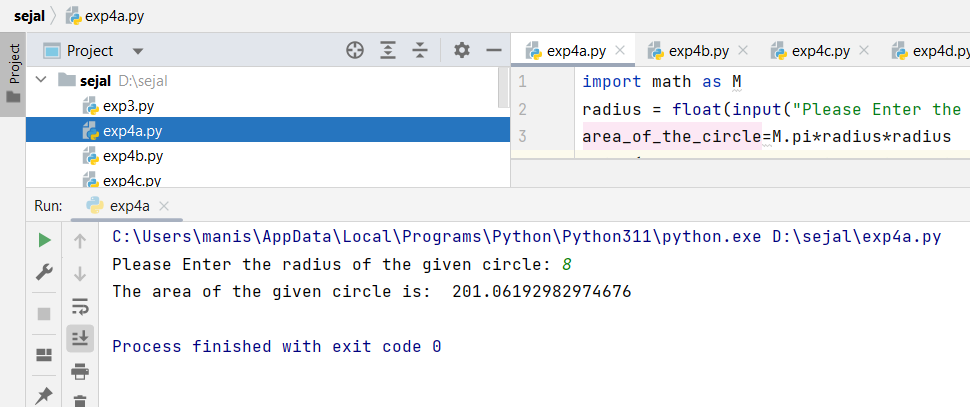 sejal exp4a.py
Project
Project
exp4a.py exp4b.py exp4c.py exp4d.py
sejal D:\sejal
exp3.py
exp4a.py
exp4b.py
exp4c.py
1 import math as M
2 radius = float(input("Please Enter the
3 area_of_the_circle=M.pi*radius*radius
Run: exp4a
C:\Users\manis\AppData\Local\Programs\Python\Python311\python.exe D:\sejal\exp4a.py
Please Enter the radius of the given circle: 8
The area of the given circle is:  201.06192982974676
Process finished with exit code 0